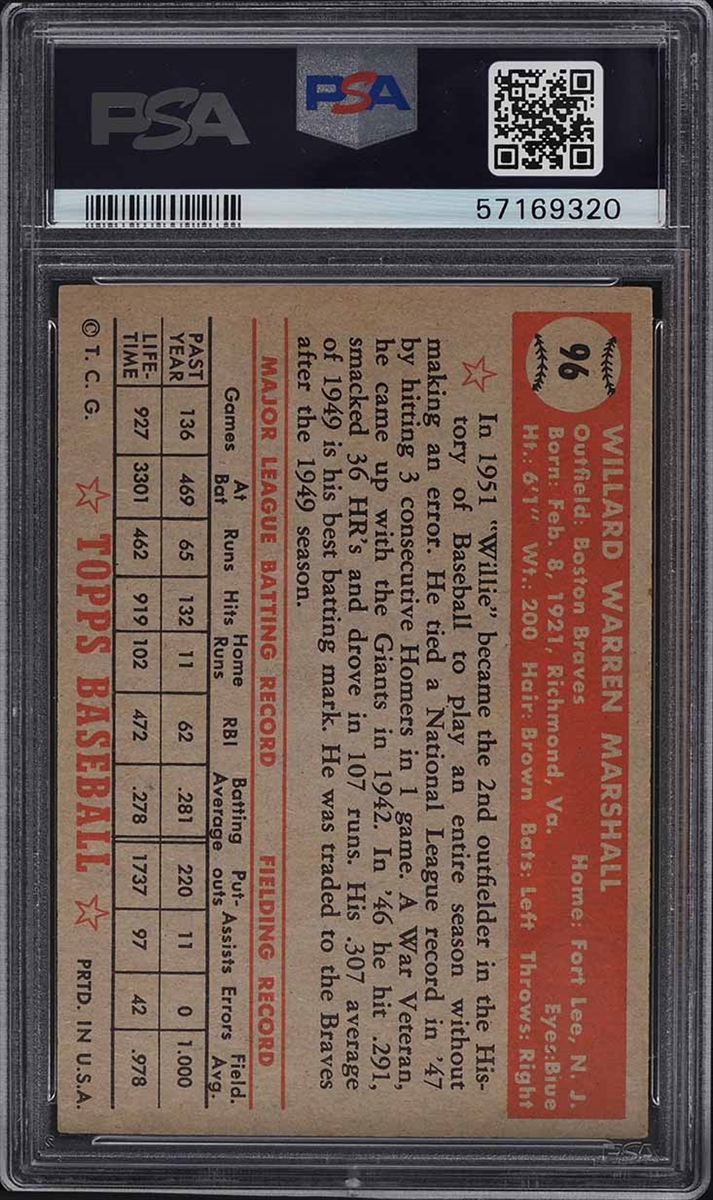 PSA
PSA
57169320
96
WILLARD WARREN MARSHALL
Outfield: Boston Braves Home: Fort Lee, N. J.
Born: Feb. 8, 1921, Richmond, Va. Eyes:Blue
Ht.: 6'1" Wt.: 200 Hair: Brown Bats: Left Throws: Right
In 1951 "Willie" became the 2nd outfielder in the His-
tory of Baseball to play an entire season without
making an error. He tied a National League record in '47
by hitting 3 consecutive Homers in 1 game. A War Veteran,
he came up with the Giants in 1942. In '46 he hit .291,
smacked 36 HR's and drove in 107 runs. His .307 average
of 1949 is his best batting mark. He was traded to the Braves
after the 1949 season.
MAJOR LEAGUE BATTING RECORD FIELDING RECORD
Games At Bat Runs Hits Home Runs RBI Batting Average Put-outs Assists Errors Field. Avg.
PAST YEAR 136 469 65 132 11 62 .281 220 11 0 1.000
LIFE-TIME 927 3301 462 919 102 472 .278 1737 97 42 .978
© T. C. G. TOPPS BASEBALL PRTD. IN U.S.A.
PSA